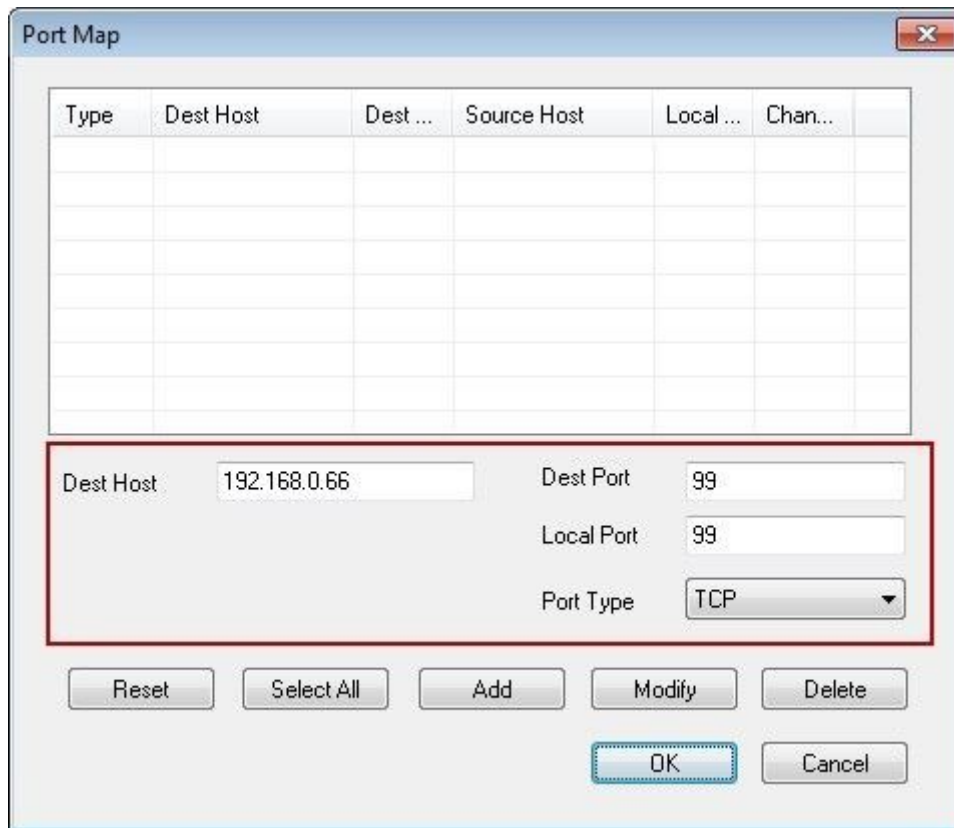 Port Map
Type Dest Host Dest ... Source Host Local ... Chan...
Dest Host 192.168.0.66 Dest Port 99
Local Port 99
Port Type TCP
Reset Select All Add Modify Delete
OK Cancel